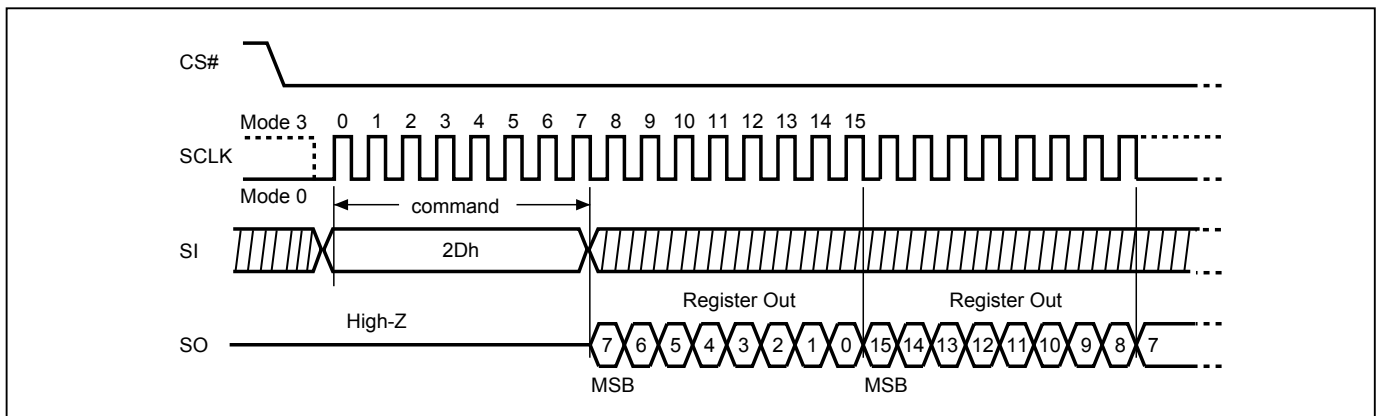 CS#
Mode 3 0 1 2 3 4 5 6 7 8 9 10 11 12 13 14 15
SCLK
Mode 0
command
SI 2Dh
Register Out Register Out
High-Z
SO 7 6 5 4 3 2 1 0 15 14 13 12 11 10 9 8 7
MSB MSB